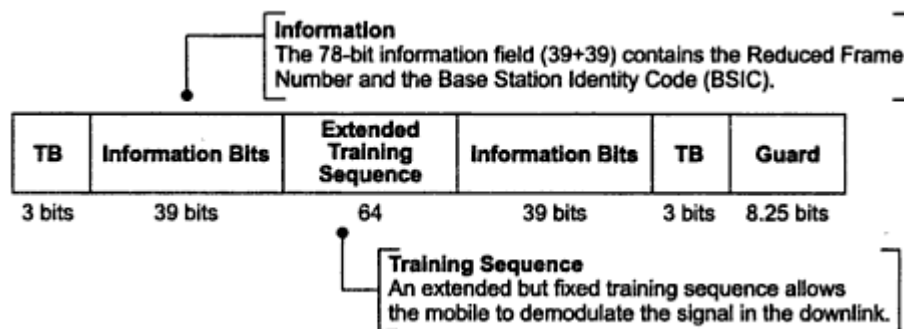 Information
The 78-bit information field (39+39) contains the Reduced Frame
Number and the Base Station Identity Code (BSIC).
TB
Information Bits
Extended
Training
Sequence
Information Bits
TB
Guard
3 bits
39 bits
64
39 bits
3 bits
8.25 bits
Training Sequence
An extended but fixed training sequence allows
the mobile to demodulate the signal in the downlink.